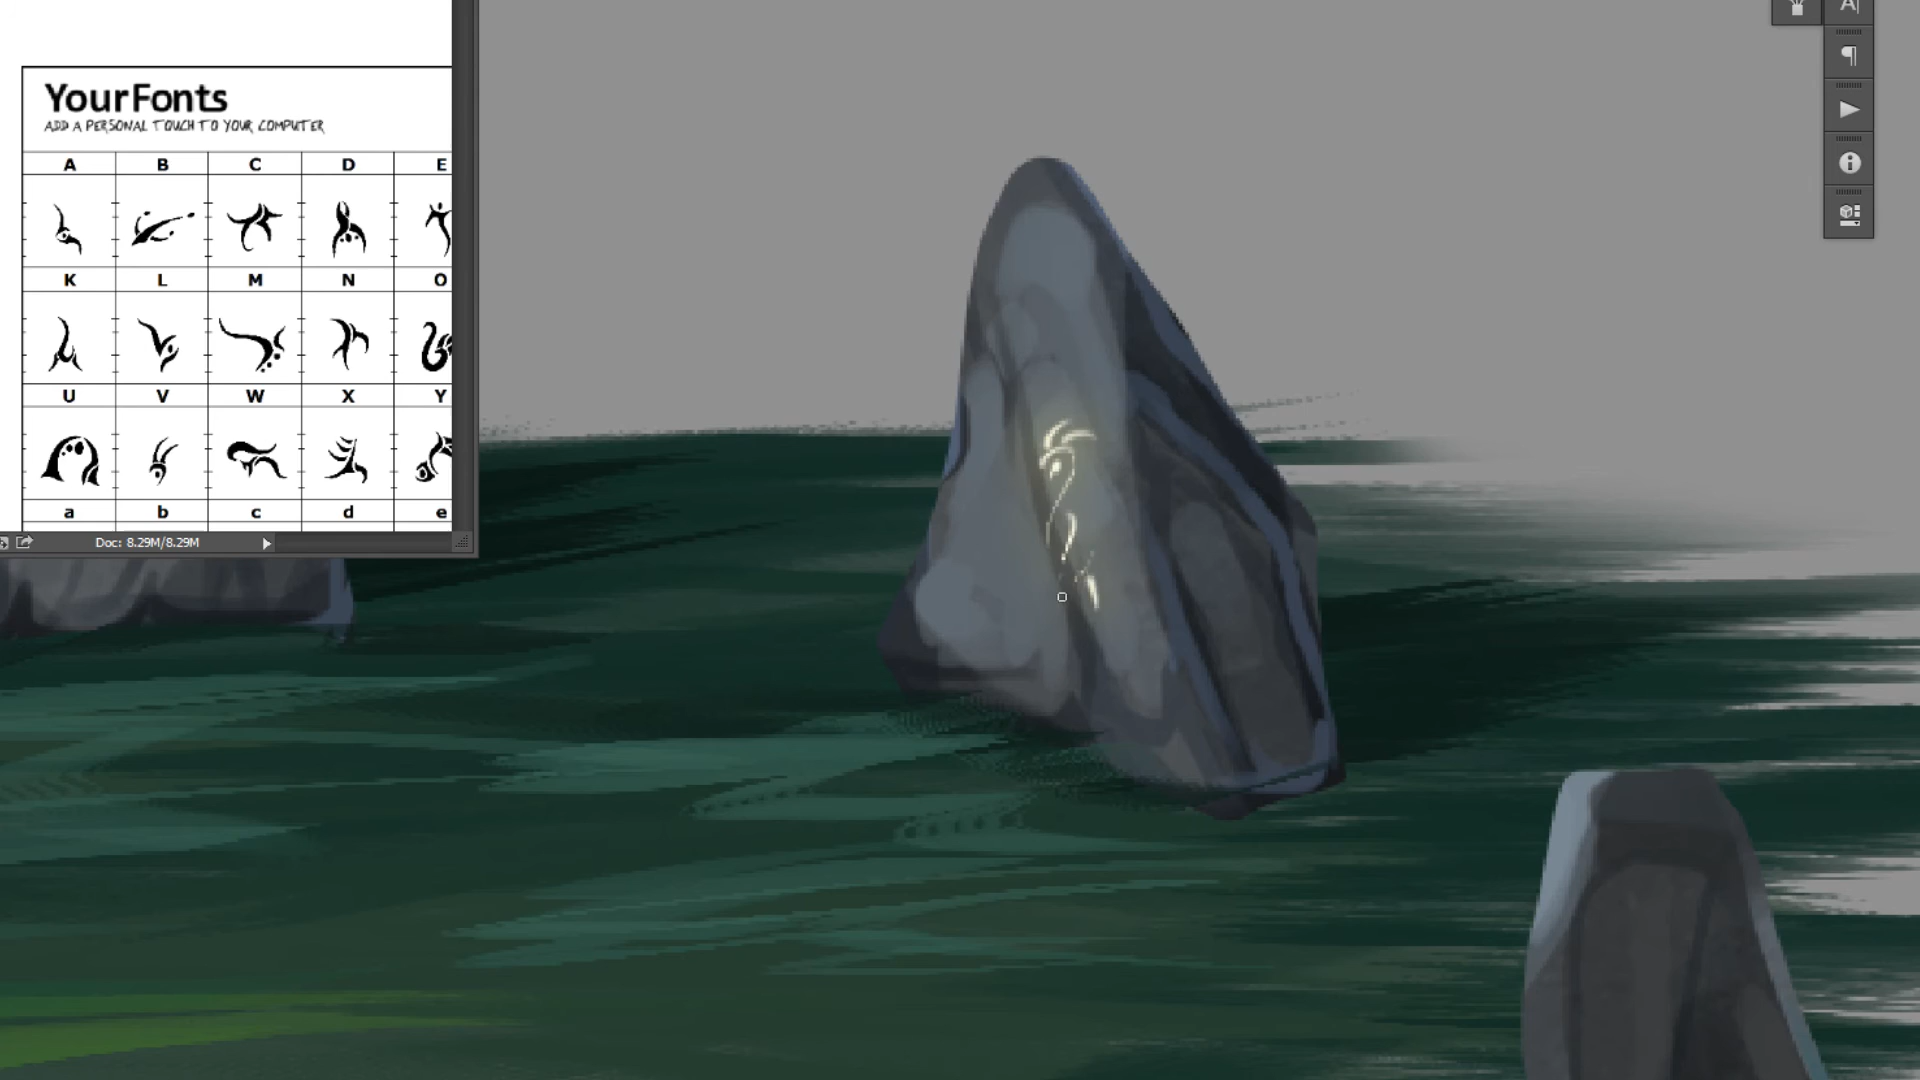 YourFonts
ADD A PERSONAL TOUCH TO YOUR COMPUTER
A B C D E
K L M N O
U V W X Y
a b c d e
Doc: 8.29M/8.29M